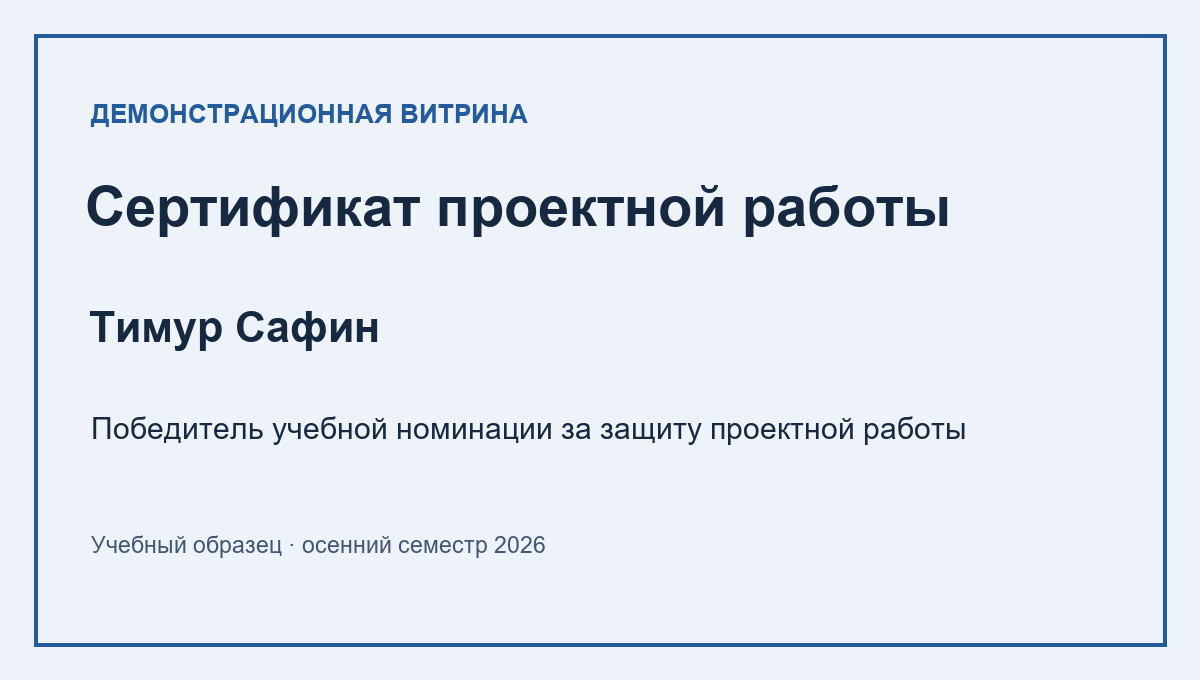 ДЕМОНСТРАЦИОННАЯ ВИТРИНА
Сертификат проектной работы
Тимур Сафин
Победитель учебной номинации за защиту проектной работы
Учебный образец · осенний семестр 2026